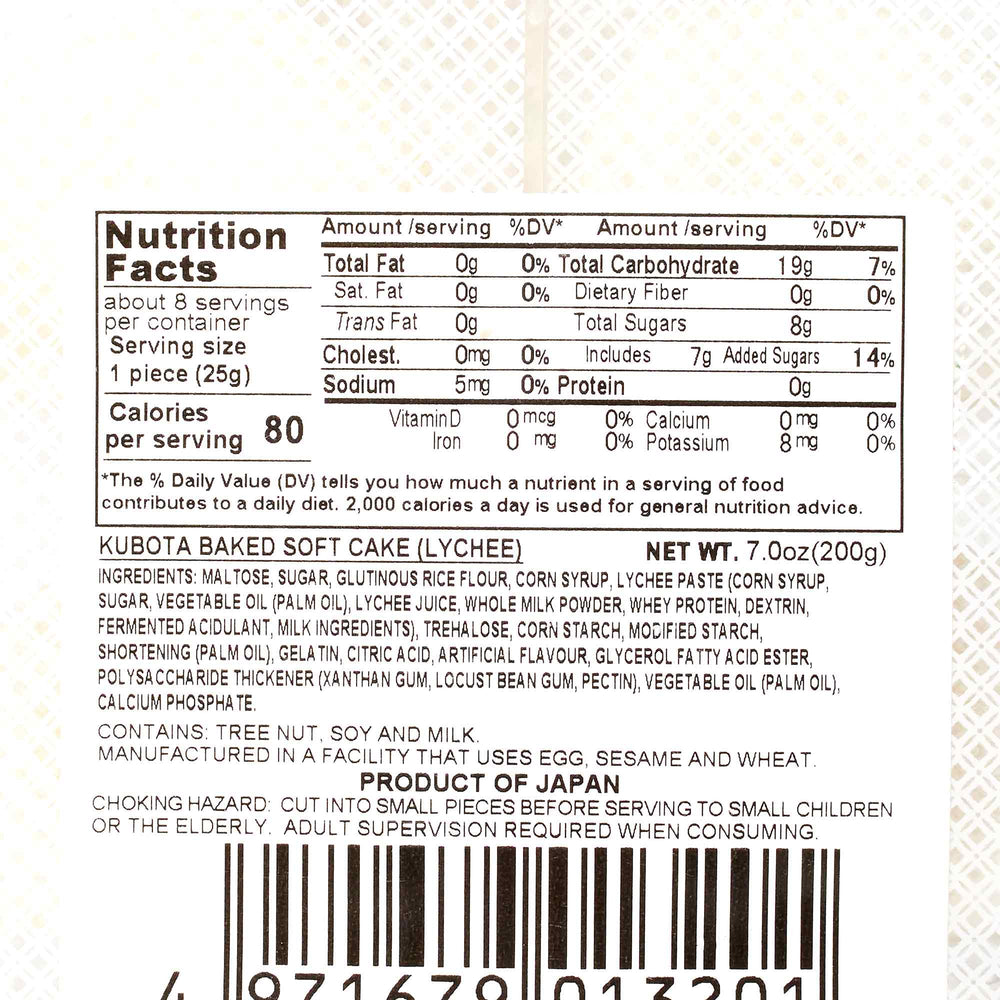 Nutrition Facts
about 8 servings per container
Serving size
1 piece (25g)
Calories per serving 80
Amount /serving %DV* Amount /serving %DV*
Total Fat 0g 0% Total Carbohydrate 19g 7%
Sat. Fat 0g 0% Dietary Fiber 0g 0%
Trans Fat 0g Total Sugars 8g
Cholest. 0mg 0% Includes 7g Added Sugars 14%
Sodium 5mg 0% Protein 0g
Vitamin D 0 mcg 0% Calcium 0 mg 0%
Iron 0 mg 0% Potassium 8 mg 0%
*The % Daily Value (DV) tells you how much a nutrient in a serving of food
contributes to a daily diet. 2,000 calories a day is used for general nutrition advice.
KUBOTA BAKED SOFT CAKE (LYCHEE) NET WT. 7.0oz(200g)
INGREDIENTS: MALTOSE, SUGAR, GLUTINOUS RICE FLOUR, CORN SYRUP, LYCHEE PASTE (CORN SYRUP,
SUGAR, VEGETABLE OIL (PALM OIL), LYCHEE JUICE, WHOLE MILK POWDER, WHEY PROTEIN, DEXTRIN,
FERMENTED ACIDULANT, MILK INGREDIENTS), TREHALOSE, CORN STARCH, MODIFIED STARCH,
SHORTENING (PALM OIL), GELATIN, CITRIC ACID, ARTIFICIAL FLAVOUR, GLYCEROL FATTY ACID ESTER,
POLYSACCHARIDE THICKENER (XANTHAN GUM, LOCUST BEAN GUM, PECTIN), VEGETABLE OIL (PALM OIL),
CALCIUM PHOSPHATE.
CONTAINS: TREE NUT, SOY AND MILK.
MANUFACTURED IN A FACILITY THAT USES EGG, SESAME AND WHEAT.
PRODUCT OF JAPAN
CHOKING HAZARD: CUT INTO SMALL PIECES BEFORE SERVING TO SMALL CHILDREN
OR THE ELDERLY. ADULT SUPERVISION REQUIRED WHEN CONSUMING.
4 971679 013201